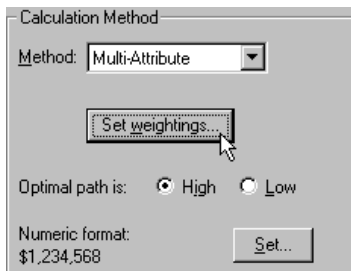 Calculation Method
Method: Multi-Attribute
Set weightings...
Optimal path is: High Low
Numeric format:
$1,234,568 Set...